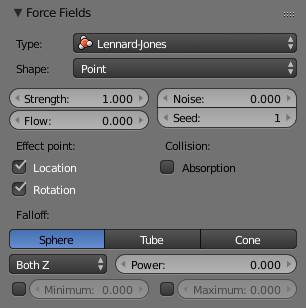 Force Fields
Type: Lennard-Jones
Shape: Point
Strength: 1.000 Noise: 0.000
Flow: 0.000 Seed: 1
Effect point: Collision:
Location Absorption
Rotation
Falloff:
Sphere Tube Cone
Both Z Power: 0.000
Minimum: 0.000 Maximum: 0.000